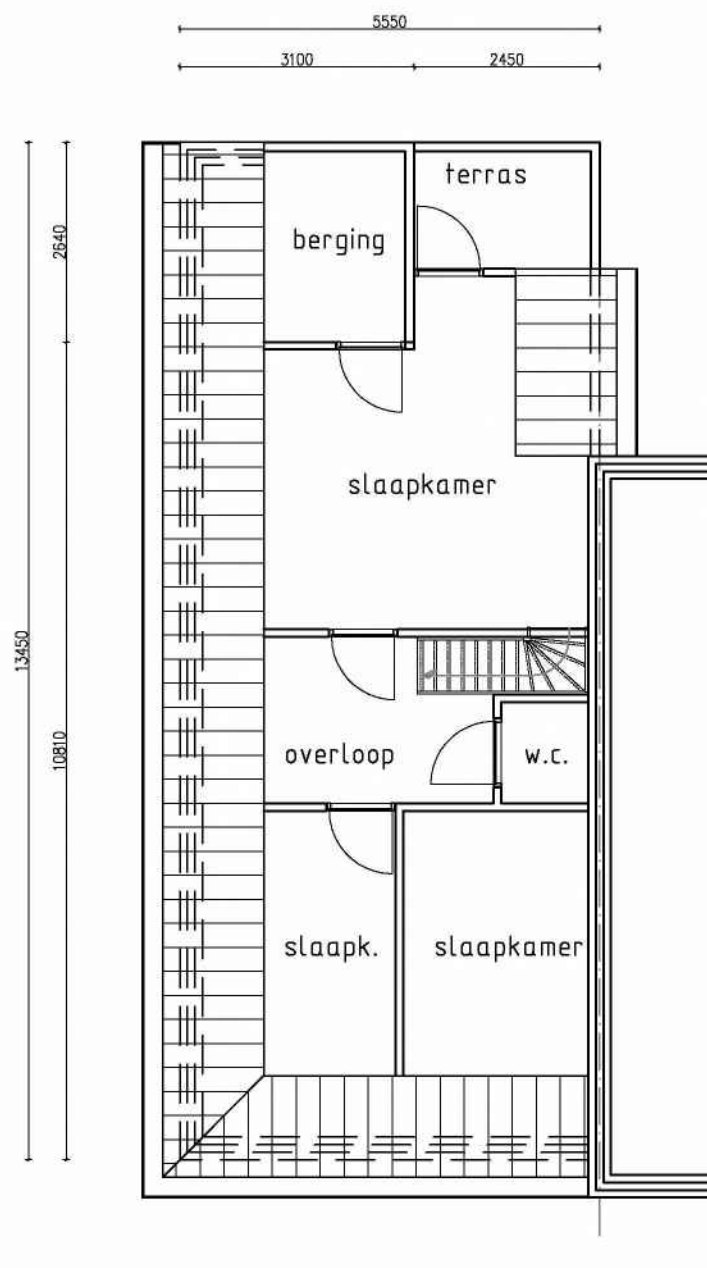 5550
3100
2450
terras
2640
berging
slaapkamer
13450
10810
overloop
w.c.
slaapk.
slaapkamer